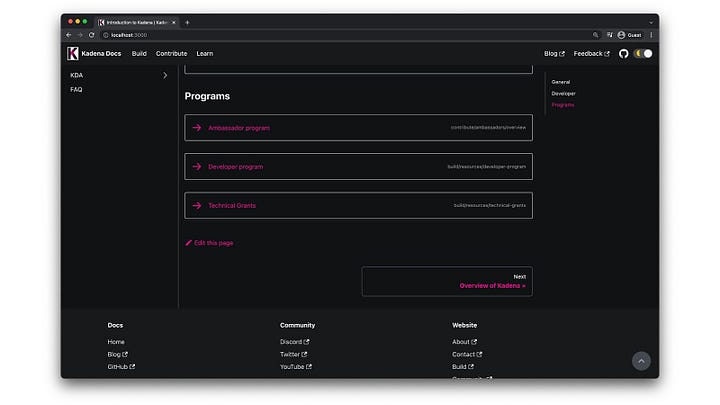 Introduction to Kadena | Kade
localhost:3000
Guest
Kadena Docs
Build
Contribute
Learn
Blog
Feedback
KDA
FAQ
Programs
Ambassador program
contribute/ambassadors/overview
Developer program
build/resources/developer-program
Technical Grants
build/resources/technical-grants
Edit this page
Next
Overview of Kadena »
General
Developer
Programs
Docs
Home
Blog
GitHub
Community
Discord
Twitter
YouTube
Website
About
Contact
Build